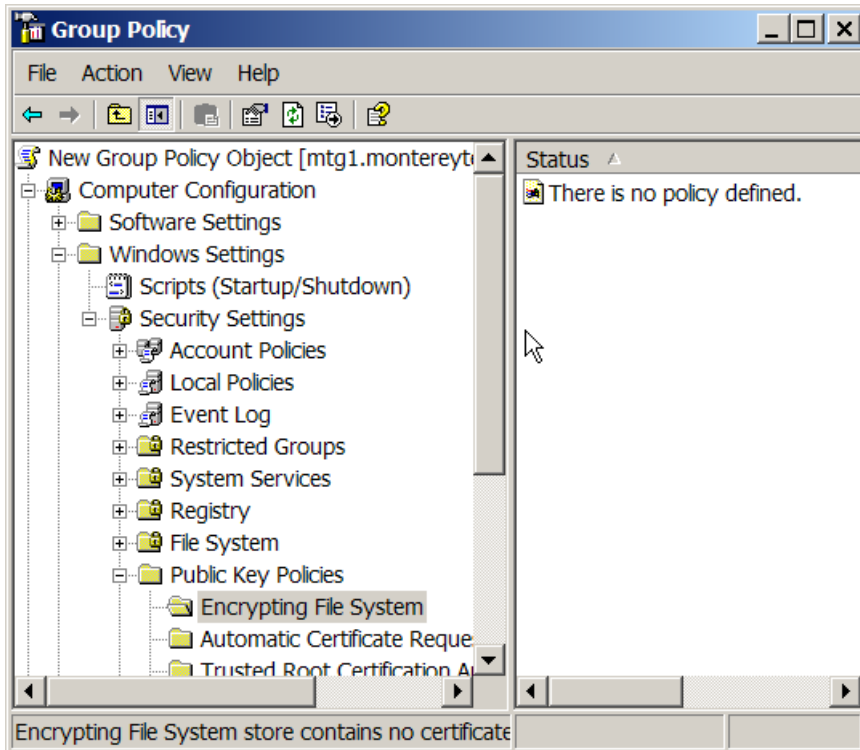 Group Policy
File Action View Help
New Group Policy Object [mtg1.montereyt
Status
Computer Configuration
There is no policy defined.
Software Settings
Windows Settings
Scripts (Startup/Shutdown)
Security Settings
Account Policies
Local Policies
Event Log
Restricted Groups
System Services
Registry
File System
Public Key Policies
Encrypting File System
Automatic Certificate Reque
Trusted Root Certification A
Encrypting File System store contains no certificate